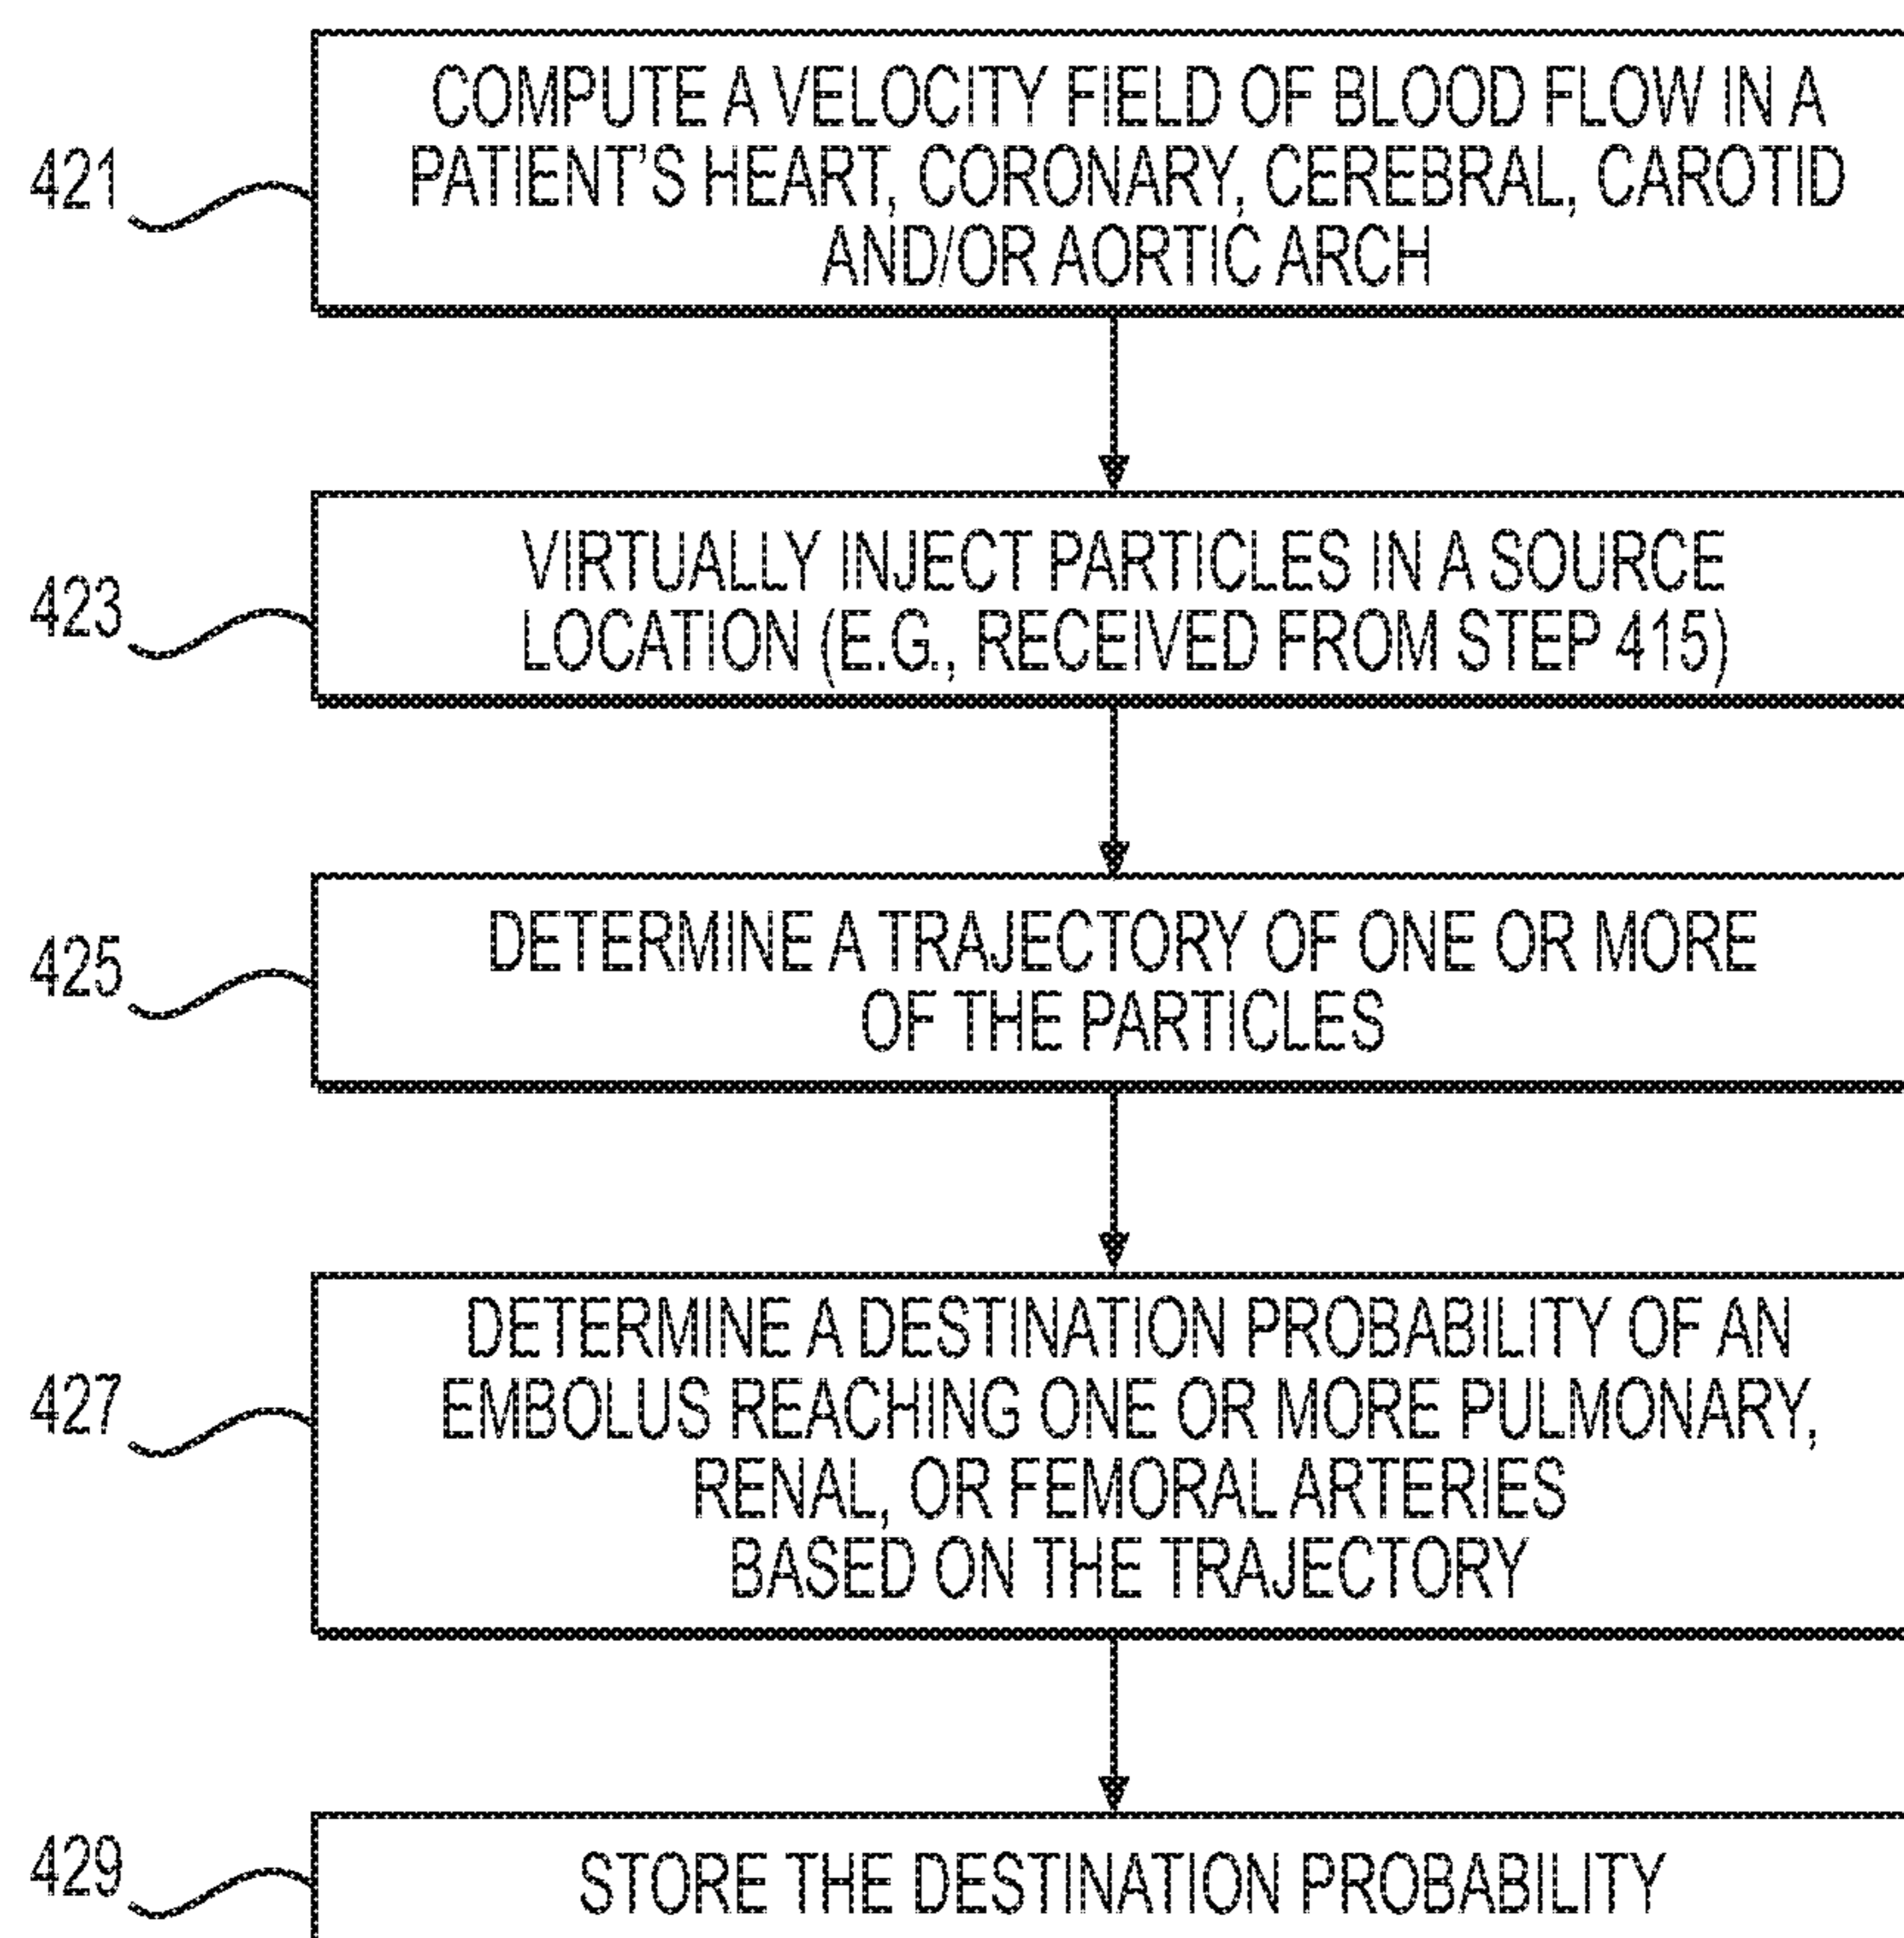 421
COMPUTE A VELOCITY FIELD OF BLOOD FLOW IN A
PATIENT'S HEART, CORONARY, CEREBRAL, CAROTID
AND/OR AORTIC ARCH
423
VIRTUALLY INJECT PARTICLES IN A SOURCE
LOCATION (E.G., RECEIVED FROM STEP 415)
425
DETERMINE A TRAJECTORY OF ONE OR MORE
OF THE PARTICLES
427
DETERMINE A DESTINATION PROBABILITY OF AN
EMBOLUS REACHING ONE OR MORE PULMONARY,
RENAL, OR FEMORAL ARTERIES
BASED ON THE TRAJECTORY
429
STORE THE DESTINATION PROBABILITY